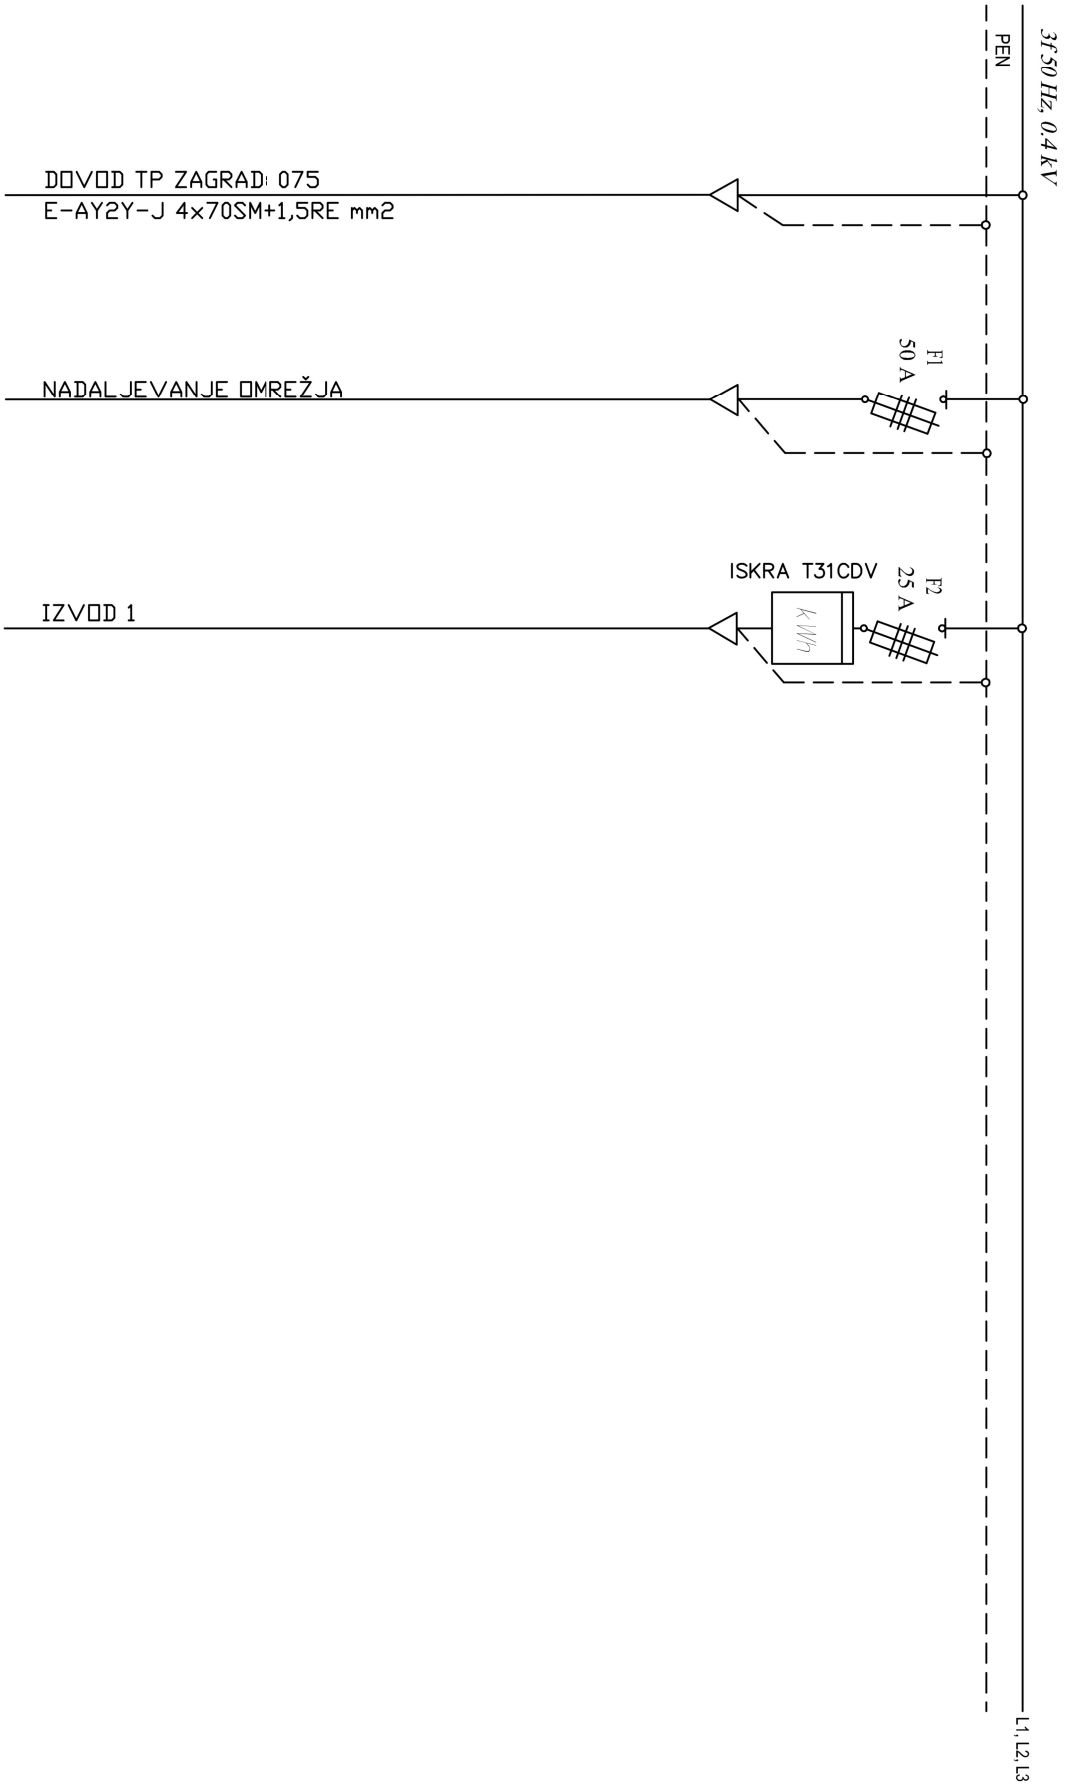 3f 50 Hz, 0.4 kV
PEN
DOVOD TP ZAGRAD: 075
E-AY2Y-J 4x70SM+1,5RE mm2
F1
50 A
NADALJEVANJE OMREŽJA
ISKRA T31CDV
F2
25 A
kWh
IZVOD 1
L1, L2, L3